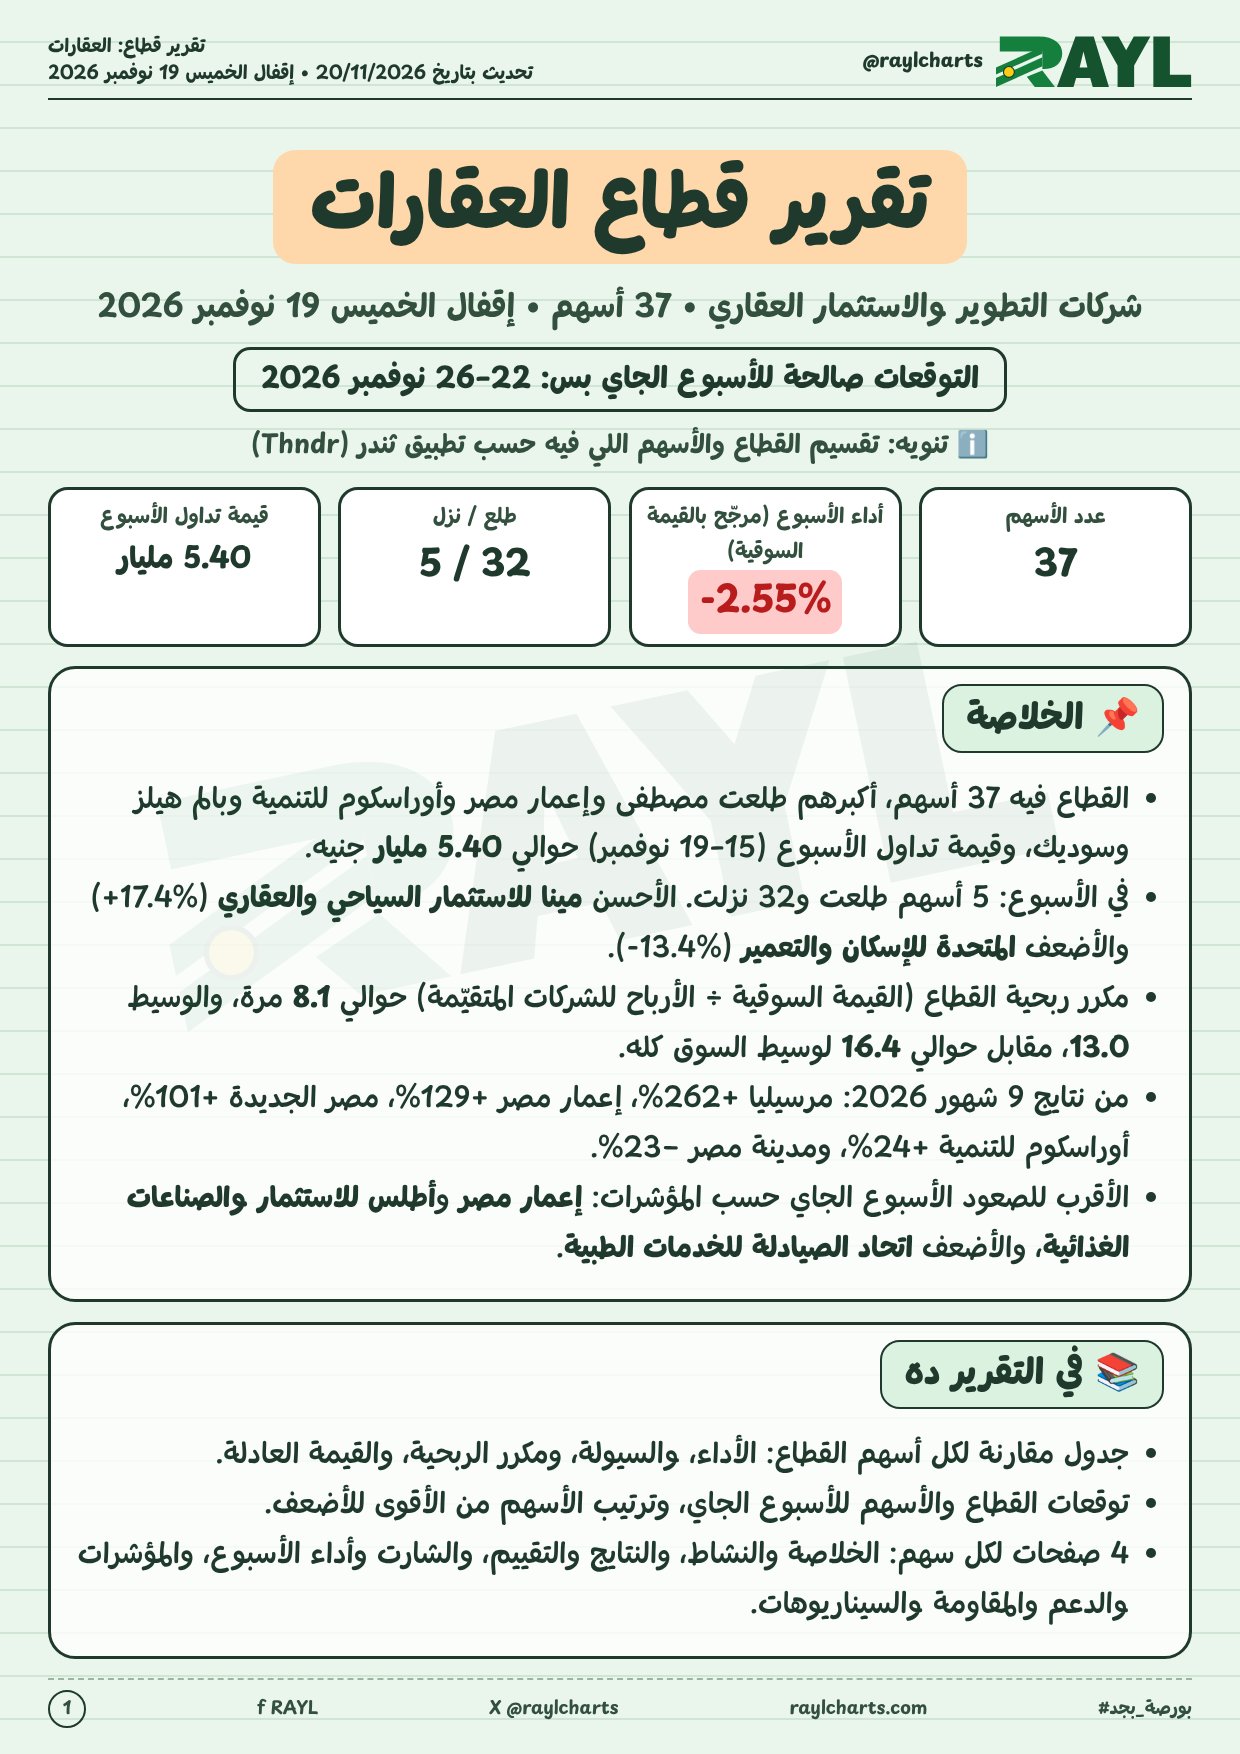 RAYL
@raylcharts
تقرير قطاع: العقارات
تحديث بتاريخ 20/11/2026 • إقفال الخميس 19 نوفمبر 2026
تقرير قطاع العقارات
شركات التطوير والاستثمار العقاري • 37 أسهم • إقفال الخميس 19 نوفمبر 2026
التوقعات صالحة للأسبوع الجاي بس: 22–26 نوفمبر 2026
ℹ️ تنويه: تقسيم القطاع والأسهم اللي فيه حسب تطبيق ثندر (Thndr)
عدد الأسهم
37
أداء الأسبوع (مرجّح بالقيمة
السوقية)
-2.55%
طلع / نزل
5 / 32
قيمة تداول الأسبوع
5.40 مليار
📌 الخلاصة
• القطاع فيه 37 أسهم، أكبرهم طلعت مصطفى وإعمار مصر وأوراسكوم للتنمية وبالم هيلز
وسوديك، وقيمة تداول الأسبوع (15–19 نوفمبر) حوالي 5.40 مليار جنيه.
• في الأسبوع: 5 أسهم طلعت و32 نزلت. الأحسن مينا للاستثمار السياحي والعقاري (+17.4%)
والأضعف المتحدة للإسكان والتعمير (-13.4%).
• مكرر ربحية القطاع (القيمة السوقية ÷ الأرباح للشركات المتقيّمة) حوالي 8.1 مرة، والوسيط
13.0، مقابل حوالي 16.4 لوسيط السوق كله.
• من نتايج 9 شهور 2026: مرسيليا +262%، إعمار مصر +129%، مصر الجديدة +101%،
أوراسكوم للتنمية +24%، ومدينة مصر –23%.
• الأقرب للصعود الأسبوع الجاي حسب المؤشرات: إعمار مصر وأطلس للاستثمار والصناعات
الغذائية، والأضعف اتحاد الصيادلة للخدمات الطبية.
📚 في التقرير دة
• جدول مقارنة لكل أسهم القطاع: الأداء، والسيولة، ومكرر الربحية، والقيمة العادلة.
• توقعات القطاع والأسهم للأسبوع الجاي، وترتيب الأسهم من الأقوى للأضعف.
• 4 صفحات لكل سهم: الخلاصة والنشاط، والنتايج والتقييم، والشارت وأداء الأسبوع، والمؤشرات
والدعم والمقاومة والسيناريوهات.
#بورصة_بجد
raylcharts.com
X @raylcharts
f RAYL
1